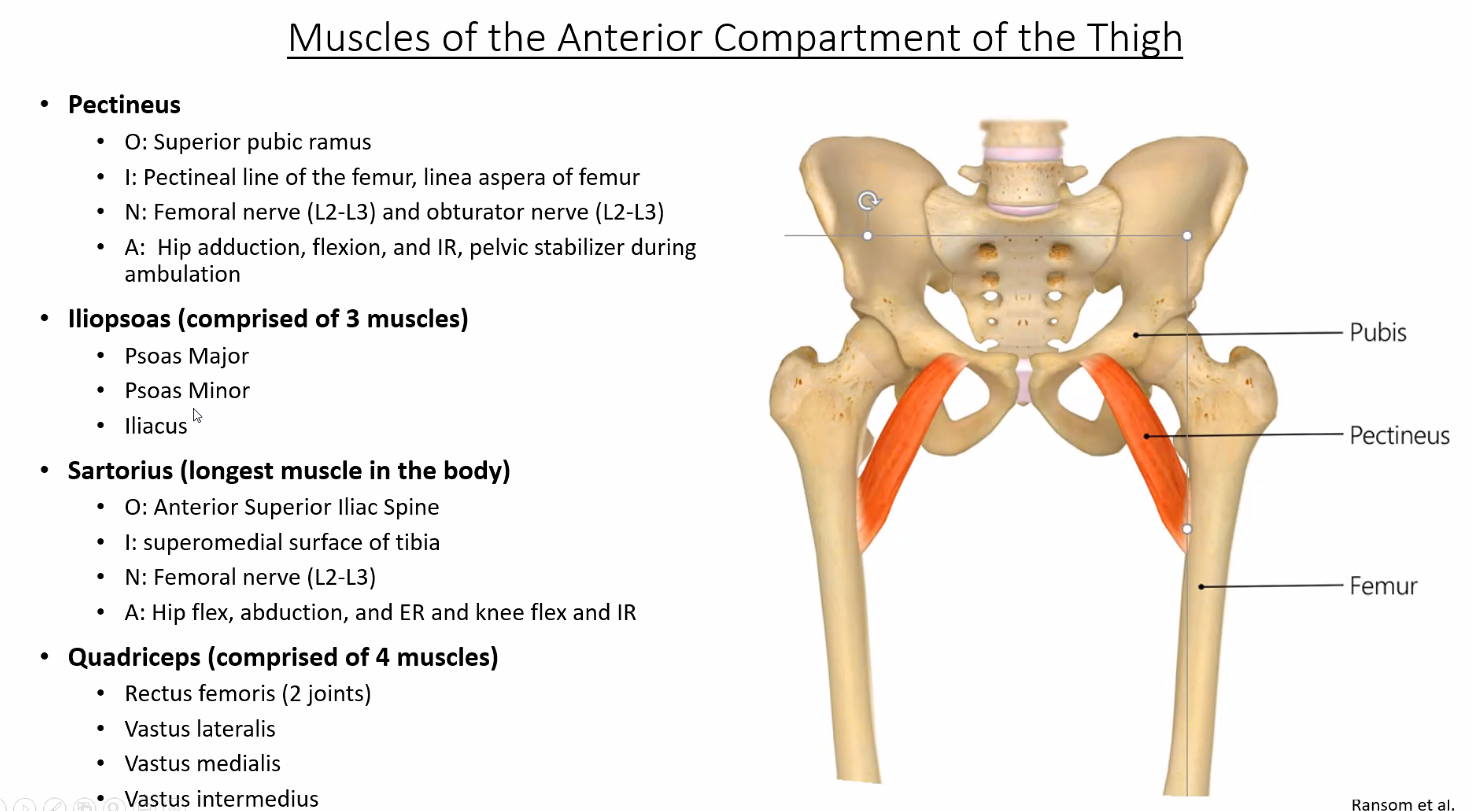 Muscles of the Anterior Compartment of the Thigh
• Pectineus
• O: Superior pubic ramus
• I: Pectineal line of the femur, linea aspera of femur
• N: Femoral nerve (L2-L3) and obturator nerve (L2-L3)
• A:  Hip adduction, flexion, and IR, pelvic stabilizer during
ambulation
• Iliopsoas (comprised of 3 muscles)
• Psoas Major
• Psoas Minor
• Iliacus
• Sartorius (longest muscle in the body)
• O: Anterior Superior Iliac Spine
• I: superomedial surface of tibia
• N: Femoral nerve (L2-L3)
• A: Hip flex, abduction, and ER and knee flex and IR
• Quadriceps (comprised of 4 muscles)
• Rectus femoris (2 joints)
• Vastus lateralis
• Vastus medialis
• Vastus intermedius
Pubis
Pectineus
Femur
Ransom et al.